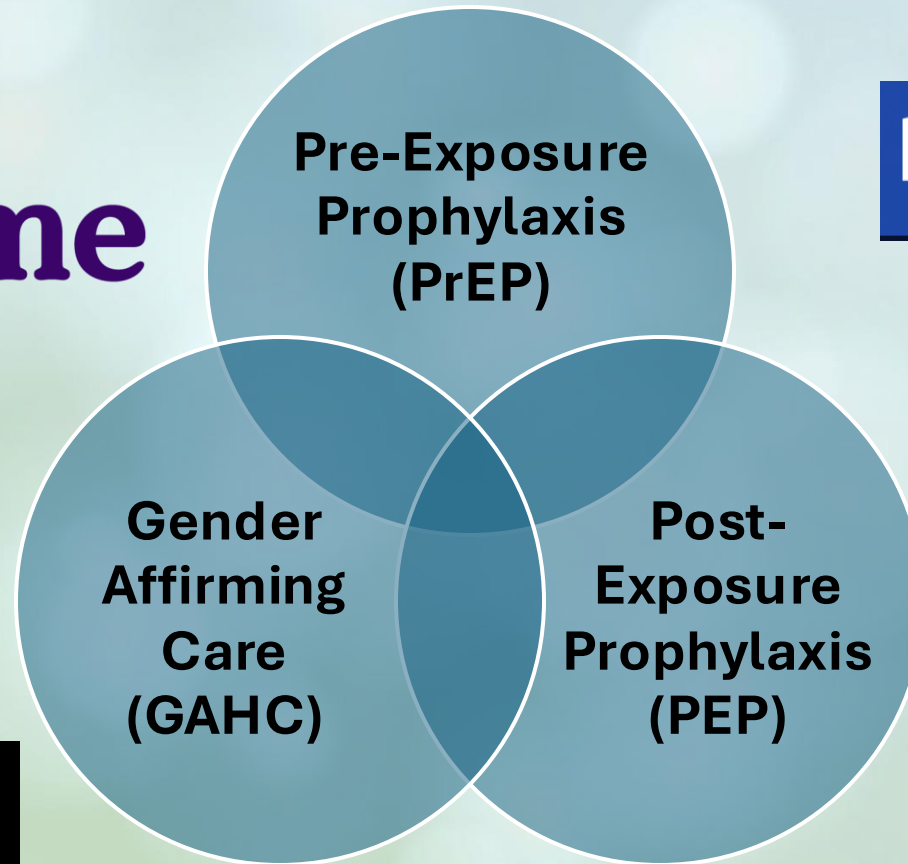 Pre-Exposure
Prophylaxis
(PrEP)
me
Gender
Affirming
Care
(GAHC)
Post-
Exposure
Prophylaxis
(PEP)